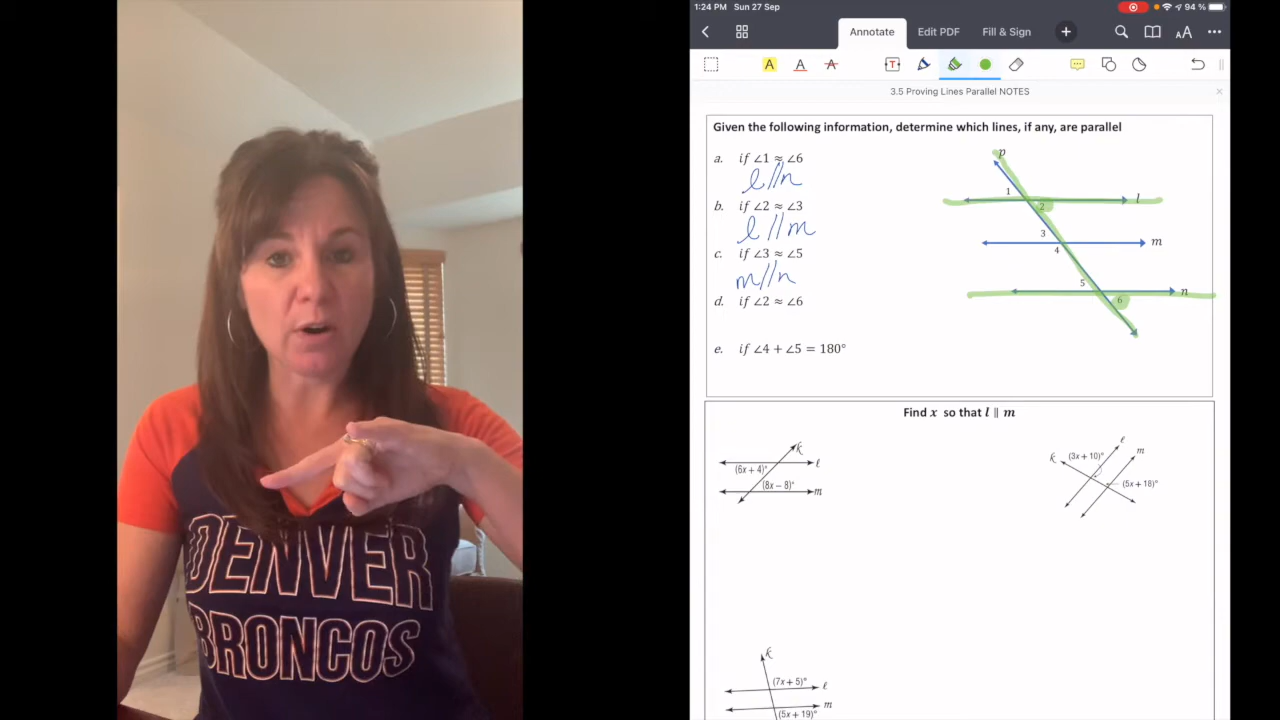 DENVER
BRONCOS
1:24 PM Sun 27 Sep
94 %
Annotate Edit PDF Fill & Sign
A A A T AA
3.5 Proving Lines Parallel NOTES
Given the following information, determine which lines, if any, are parallel
a. if ∠1 ≈ ∠6
l // n
b. if ∠2 ≈ ∠3
l // m
c. if ∠3 ≈ ∠5
m // n
d. if ∠2 ≈ ∠6
e. if ∠4 + ∠5 = 180°
p
1
l
2
3
m
4
5
n
6
Find x so that l ∥ m
k
(6x + 4)°
ℓ
(8x − 8)°
m
ℓ
k (3x + 10)°
m
(5x + 18)°
k
(7x + 5)°
ℓ
m
(5x + 19)°